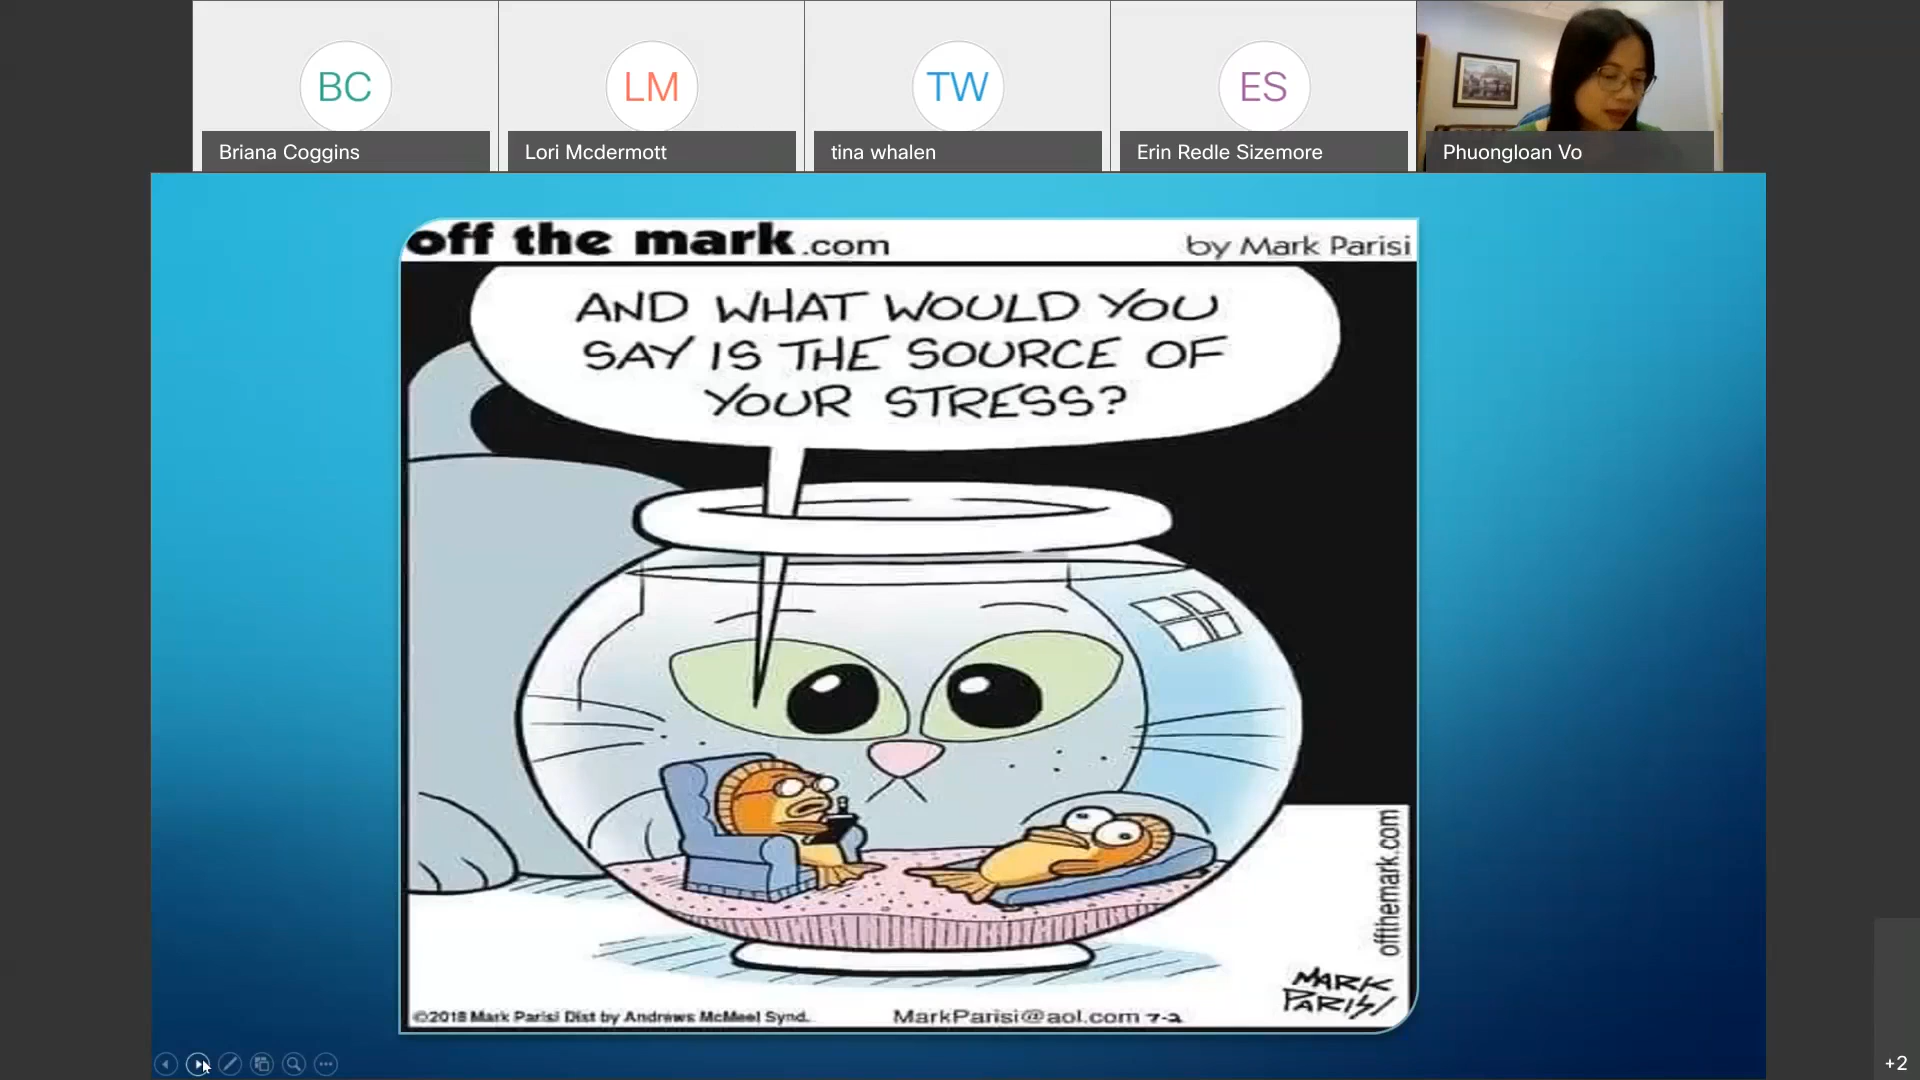 BC
LM
TW
ES
Briana Coggins
Lori Mcdermott
tina whalen
Erin Redle Sizemore
Phuongloan Vo
off the mark.com
by Mark Parisi
AND WHAT WOULD YOU
SAY IS THE SOURCE OF
YOUR STRESS?
offthemark.com
MARK
PARISI
©2018 Mark Parisi Dist by Andrews McMeel Synd.
MarkParisi@aol.com 7-2
+2